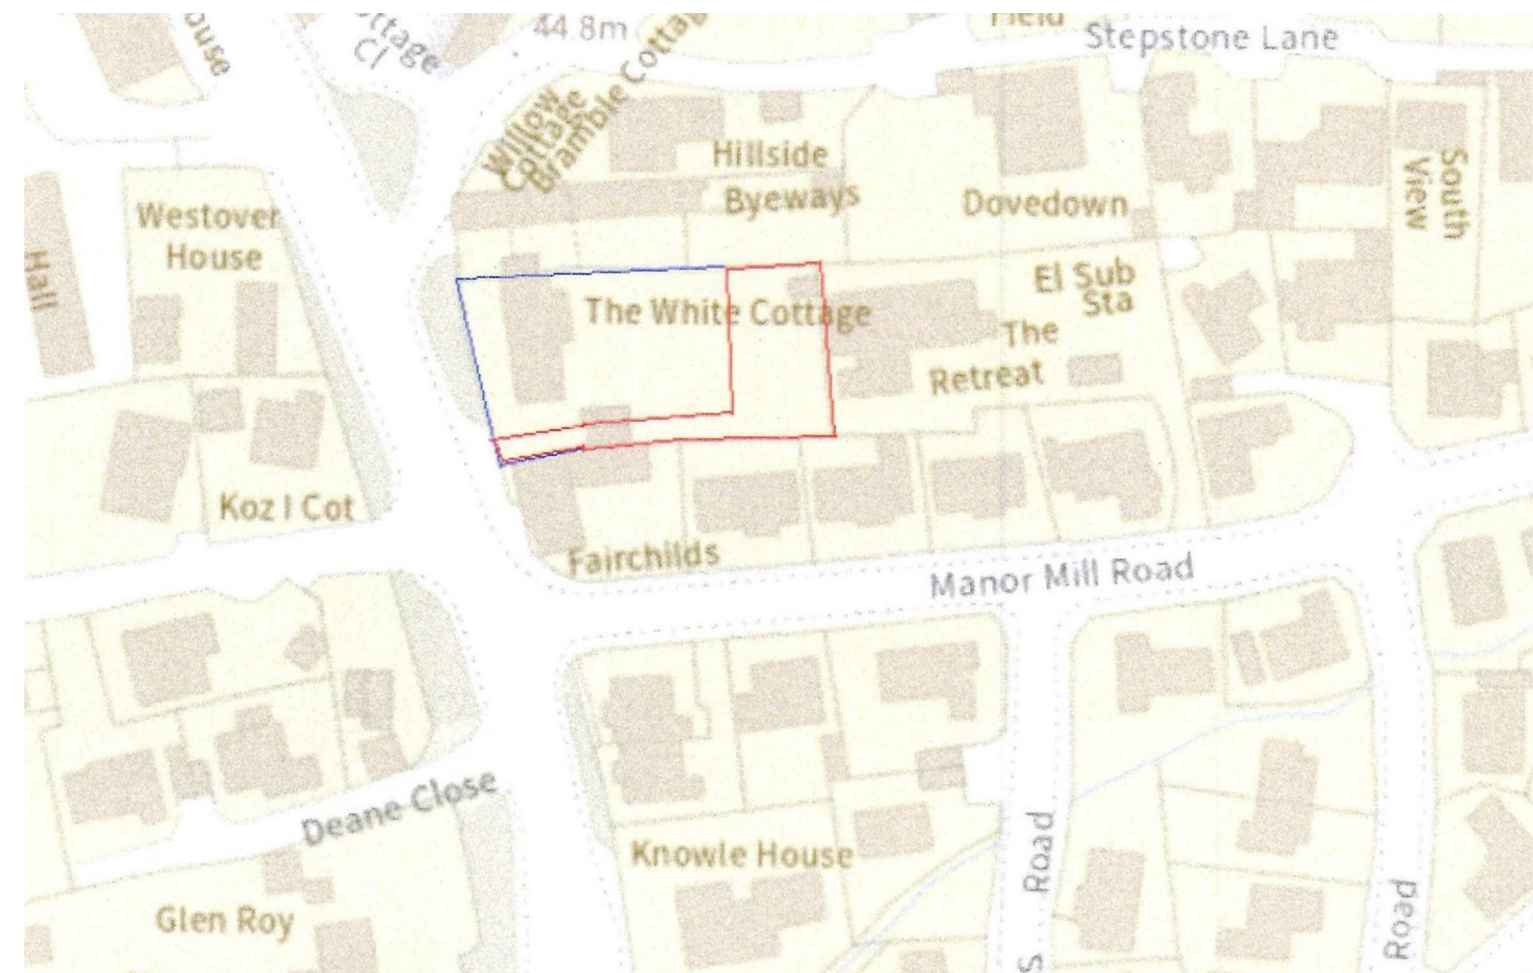 44.8m
Stepstone Lane
Willow
Cottage
Bramble
Hillside
Byeways
Dovedown
South
View
Westover
House
Hall
The White Cottage
El Sub
Sta
The
Retreat
Koz I Cot
Fairchilds
Manor Mill Road
Deane Close
Knowle House
Road
Road
Glen Roy